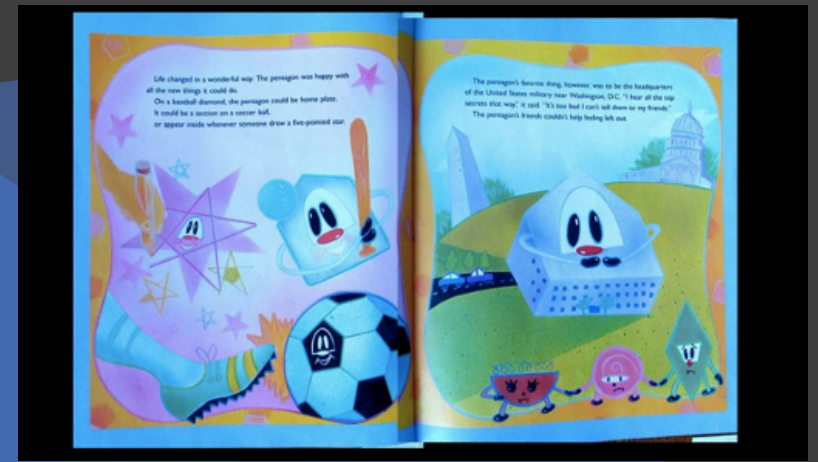 Life changed in a wonderful way. The pentagon was happy with
all the new things it could do.
On a baseball diamond, the pentagon could be home plate.
It could be a section on a soccer ball,
or appear inside whenever someone drew a five-pointed star.
The pentagon's favorite thing, however, was to be the headquarters
of the United States military near Washington, D.C. "I hear all the top
secrets that way," it said. "It's too bad I can't tell them to my friends."
The pentagon's friends couldn't help feeling left out.